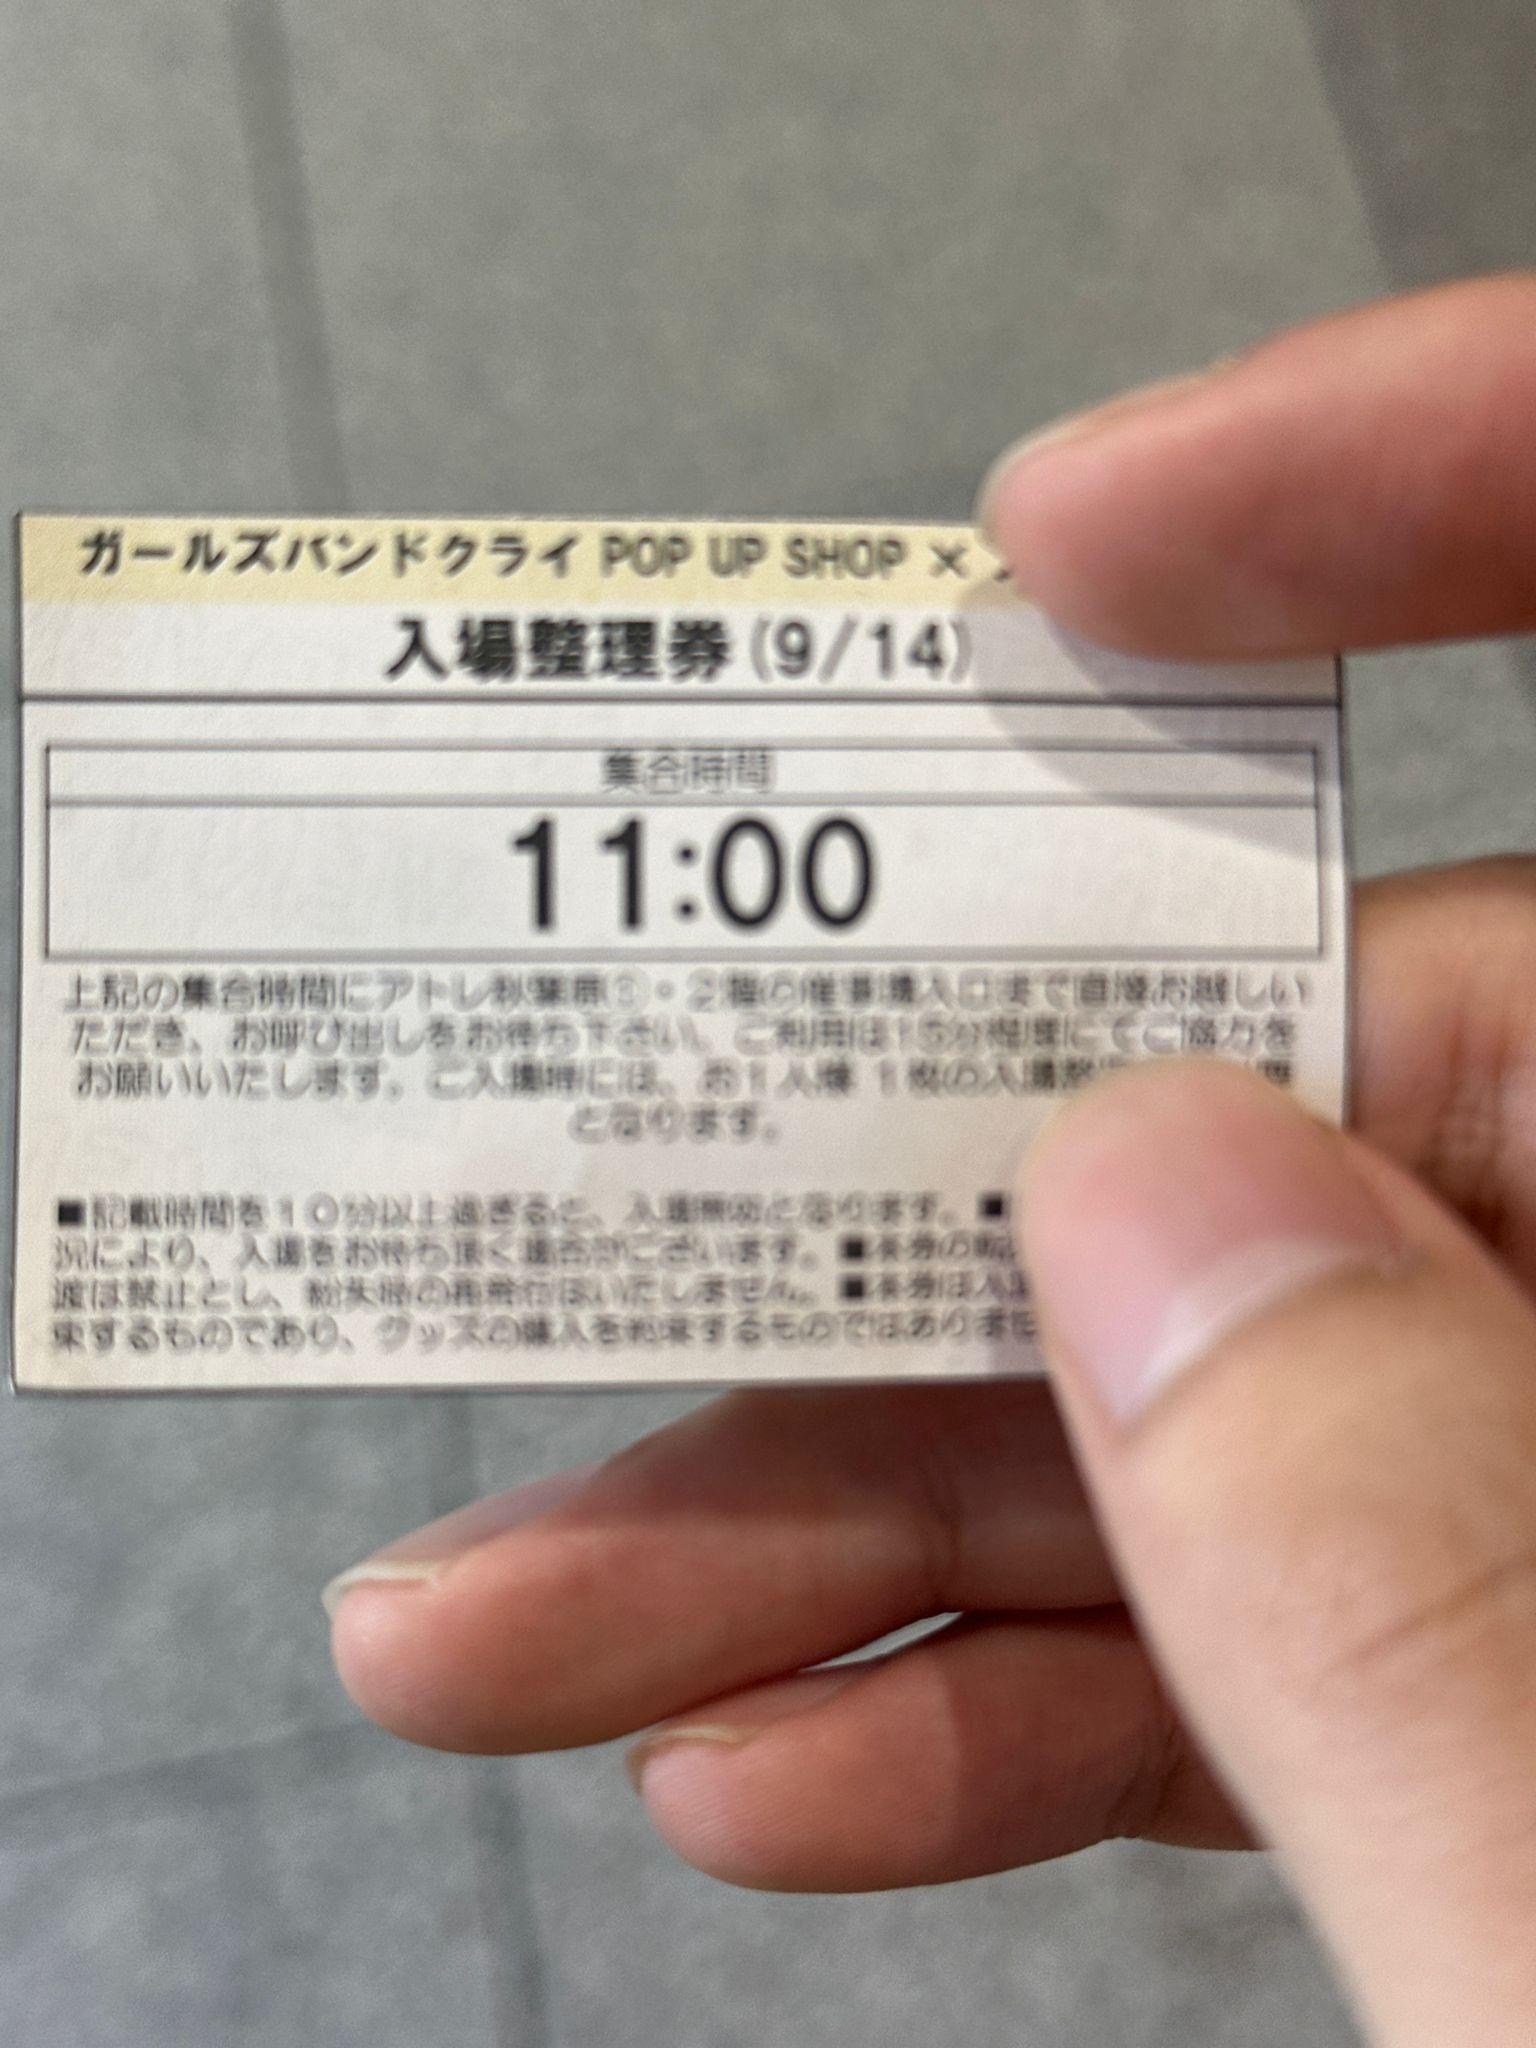 ガールズバンドクライ POP UP SHOP ×
入場整理券(9/14)
集合時間
11:00
上記の集合時間にアトレ秋葉原①・2階の催事場入口まで直接お越しい
ただき、お呼び出しをお待ち下さい。ご利用は15分程度にてご協力を
お願いいたします。ご入場時には、お1人様 1枚の入場整
となります。
■記載時間を10分以上過ぎると、入場無効となります。■
況により、入場をお待ち頂く場合がございます。■本券の転
渡は禁止とし、紛失時の再発行はいたしません。■本券は入
束するものであり、グッズの購入を約束するものではありませ